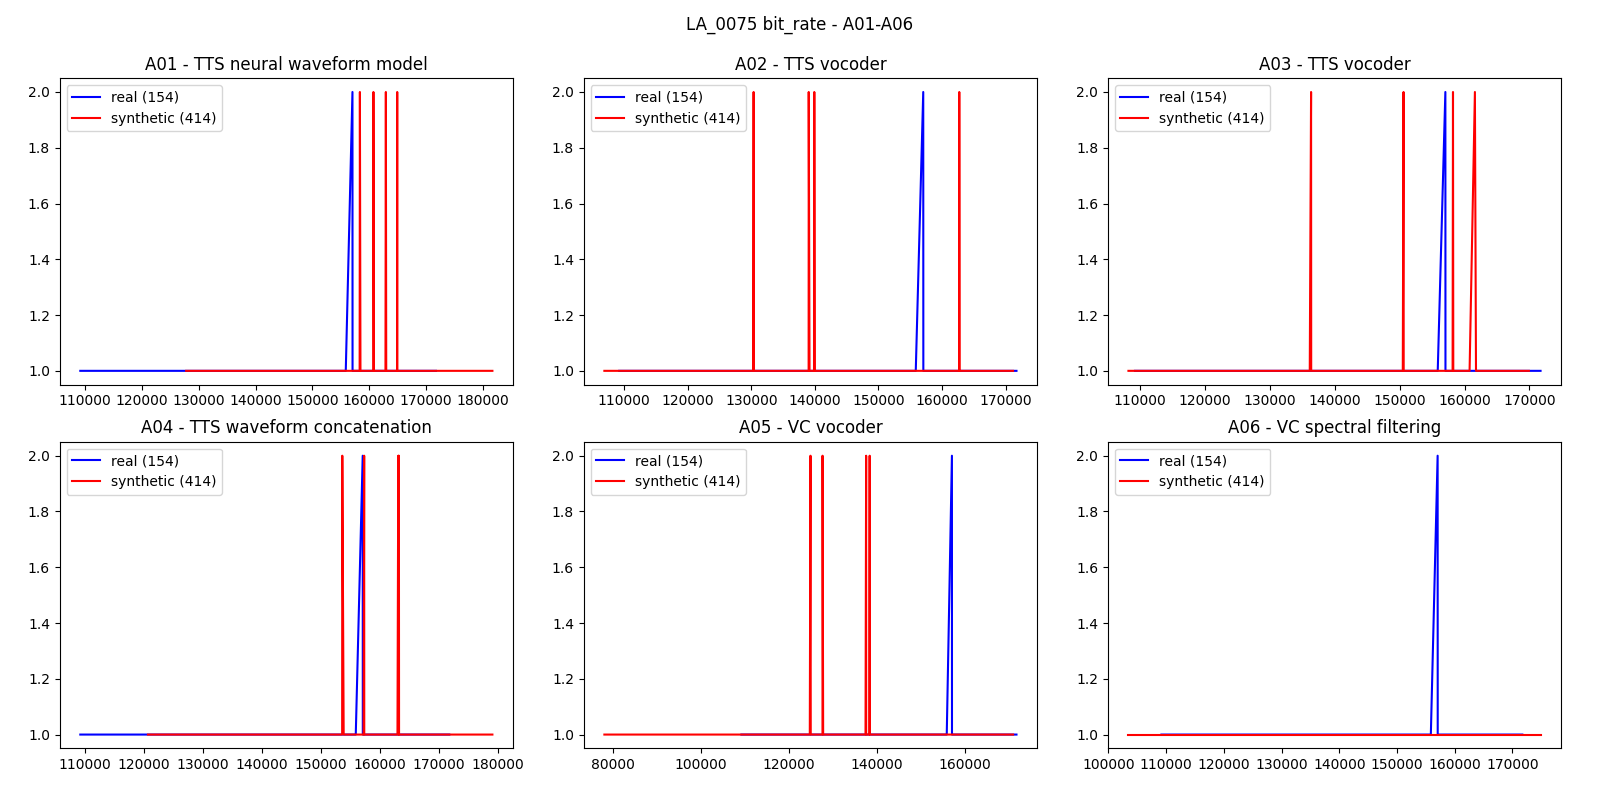 LA_0075 bit_rate - A01-A06
A01 - TTS neural waveform model
real (154)
synthetic (414)
2.0
1.8
1.6
1.4
1.2
1.0
110000 120000 130000 140000 150000 160000 170000 180000
A02 - TTS vocoder
real (154)
synthetic (414)
2.0
1.8
1.6
1.4
1.2
1.0
110000 120000 130000 140000 150000 160000 170000
A03 - TTS vocoder
real (154)
synthetic (414)
2.0
1.8
1.6
1.4
1.2
1.0
110000 120000 130000 140000 150000 160000 170000
A04 - TTS waveform concatenation
real (154)
synthetic (414)
2.0
1.8
1.6
1.4
1.2
1.0
110000 120000 130000 140000 150000 160000 170000 180000
A05 - VC vocoder
real (154)
synthetic (414)
2.0
1.8
1.6
1.4
1.2
1.0
80000 100000 120000 140000 160000
A06 - VC spectral filtering
real (154)
synthetic (414)
2.0
1.8
1.6
1.4
1.2
1.0
100000 110000 120000 130000 140000 150000 160000 170000